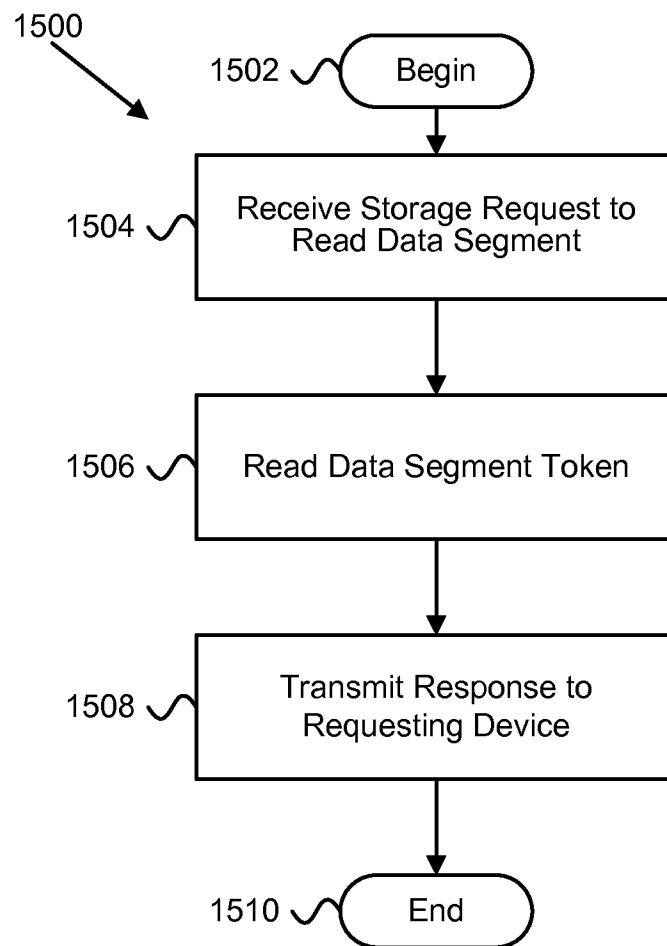 1500
1502
Begin
1504
Receive Storage Request to
Read Data Segment
1506
Read Data Segment Token
1508
Transmit Response to
Requesting Device
1510
End